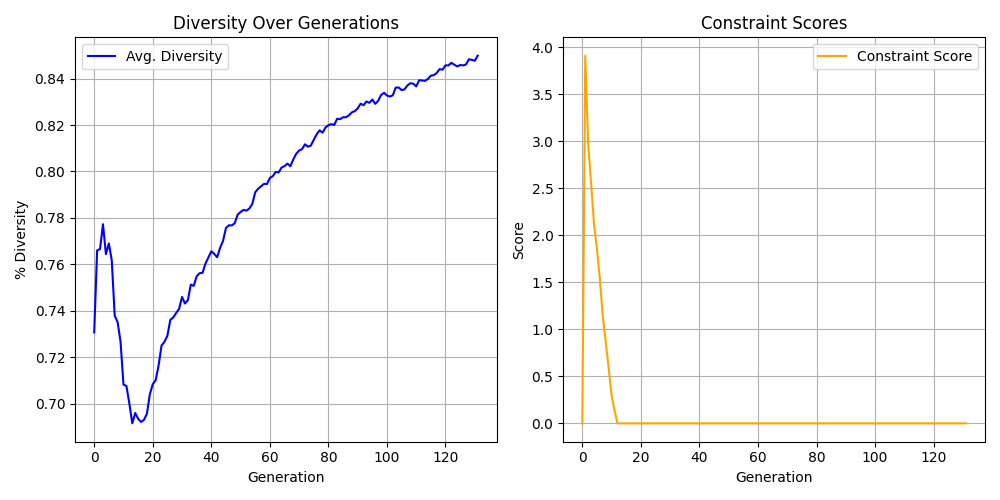 Diversity Over Generations
Avg. Diversity
% Diversity
0.84
0.82
0.80
0.78
0.76
0.74
0.72
0.70
0 20 40 60 80 100 120
Generation
Constraint Scores
Constraint Score
Score
4.0
3.5
3.0
2.5
2.0
1.5
1.0
0.5
0.0
0 20 40 60 80 100 120
Generation